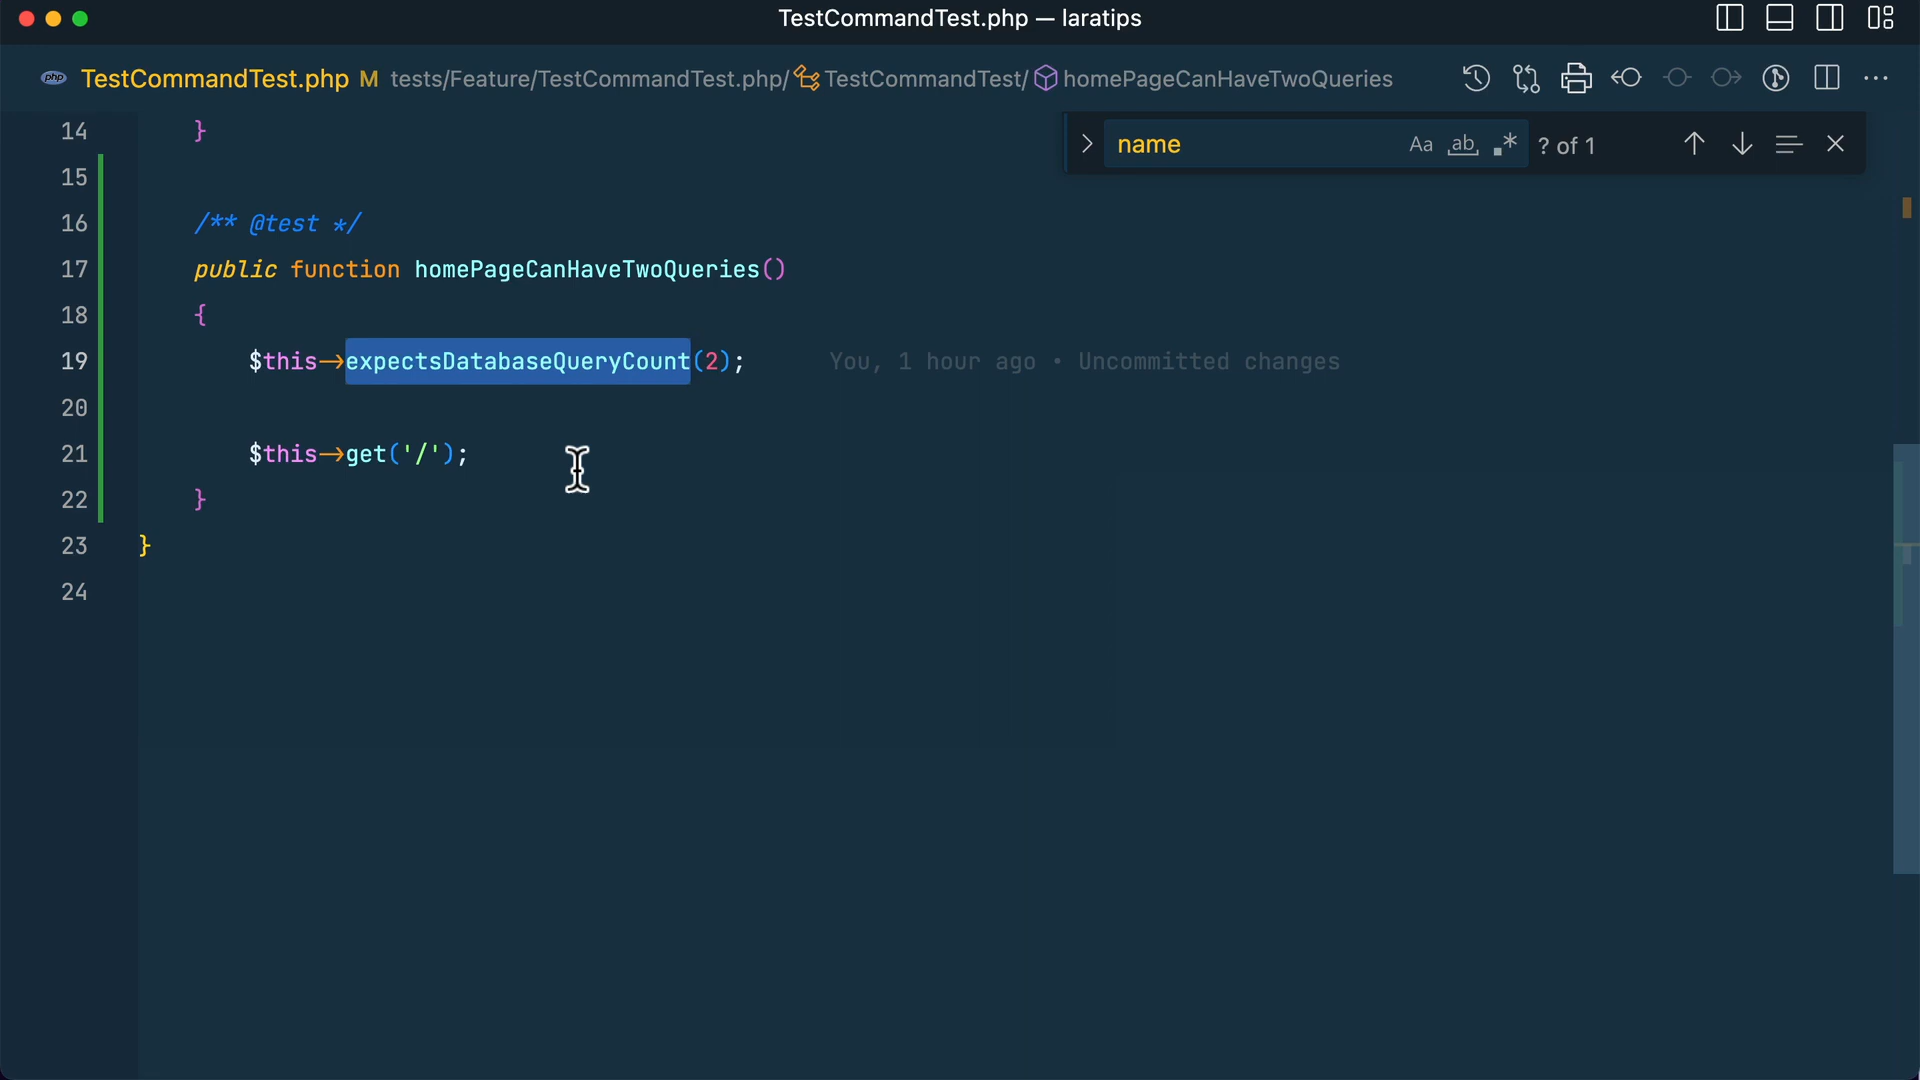 TestCommandTest.php — laratips
php TestCommandTest.php M tests/Feature/TestCommandTest.php/ TestCommandTest/ homePageCanHaveTwoQueries
name Aa ab .* ? of 1
14 }
15
16 /** @test */
17 public function homePageCanHaveTwoQueries()
18 {
19 $this->expectsDatabaseQueryCount(2); You, 1 hour ago • Uncommitted changes
20
21 $this->get('/');
22 }
23 }
24